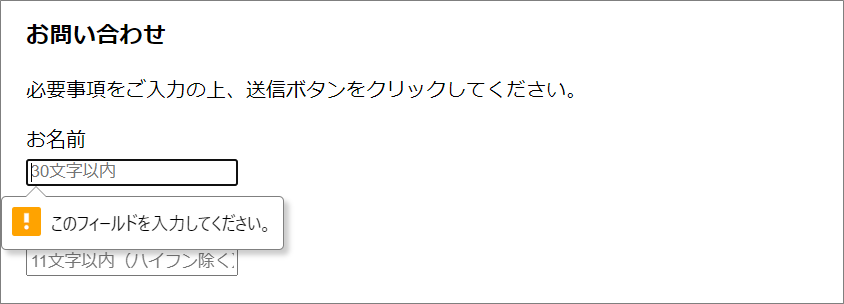 お問い合わせ
必要事項をご入力の上、送信ボタンをクリックしてください。
お名前
30文字以内
このフィールドを入力してください。
11文字以内（ハイフン除く）